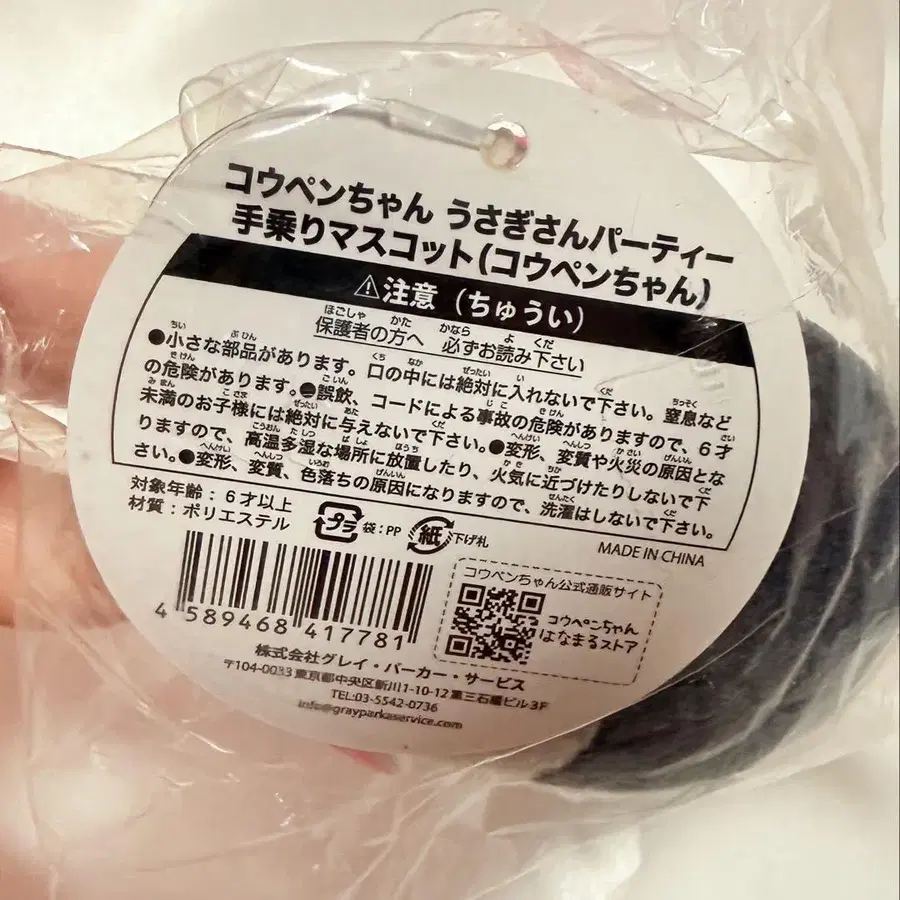 コウペンちゃん うさぎさんパーティー
手乗りマスコット(コウペンちゃん)
⚠注意(ちゅうい)
ほごしゃ かた かなら よ くだ
保護者の方へ 必ずお読み下さい
ちい ぶひん くち なか ぜったい い くだ ちっそく
●小さな部品があります。口の中には絶対に入れないで下さい。窒息など
きけん ごいん じこ きけん さい
の危険があります。●誤飲、コードによる事故の危険がありますので、6才
みまん こさま ぜったい あた くだ へんけい へんしつ かさい げんいん
未満のお子様には絶対に与えないで下さい。●変形、変質や火災の原因とな
こうおん たしつ ばしょ ほうち かき ちか くだ
りますので、高温多湿な場所に放置したり、火気に近づけたりしないで下
へんけい へんしつ いろお げんいん せんたく くだ
さい。●変形、変質、色落ちの原因になりますので、洗濯はしないで下さい。
対象年齢:6才以上
材質:ポリエステル
プラ 袋:PP 紙 下げ札
MADE IN CHINA
4 589468 417781
コウペンちゃん公式通販サイト
コウペンちゃん
はなまるストア
株式会社グレイ・パーカー・サービス
〒104-0033 東京都中央区新川1-10-12 第三石橋ビル3F
TEL:03-5542-0736
info@grayparkaservice.com